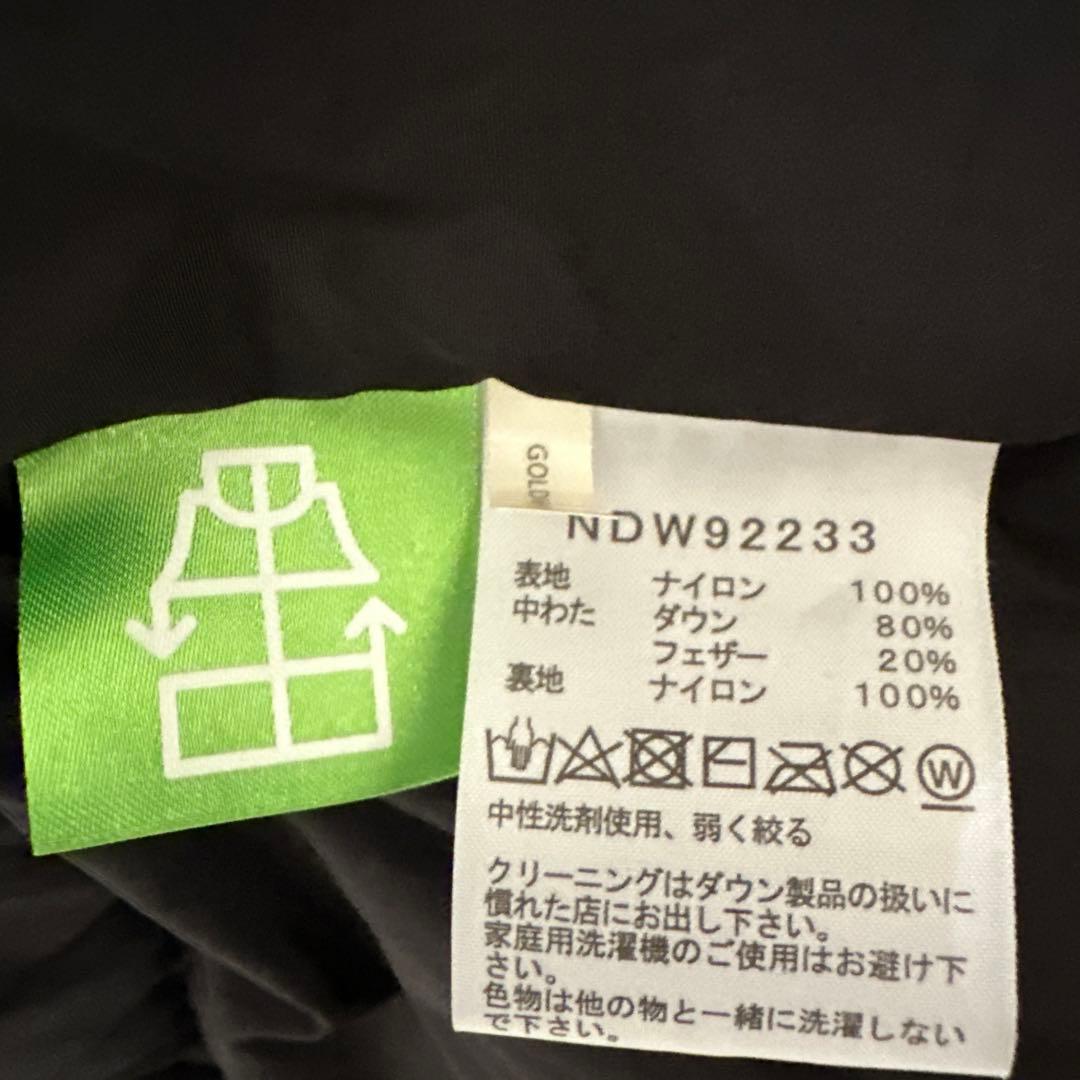 GOLD
NDW92233
表地 ナイロン 100%
中わた ダウン 80%
フェザー 20%
裏地 ナイロン 100%
W
中性洗剤使用、弱く絞る
クリーニングはダウン製品の扱いに
慣れた店にお出し下さい。
家庭用洗濯機のご使用はお避け下
さい。
色物は他の物と一緒に洗濯しない
で下さい。